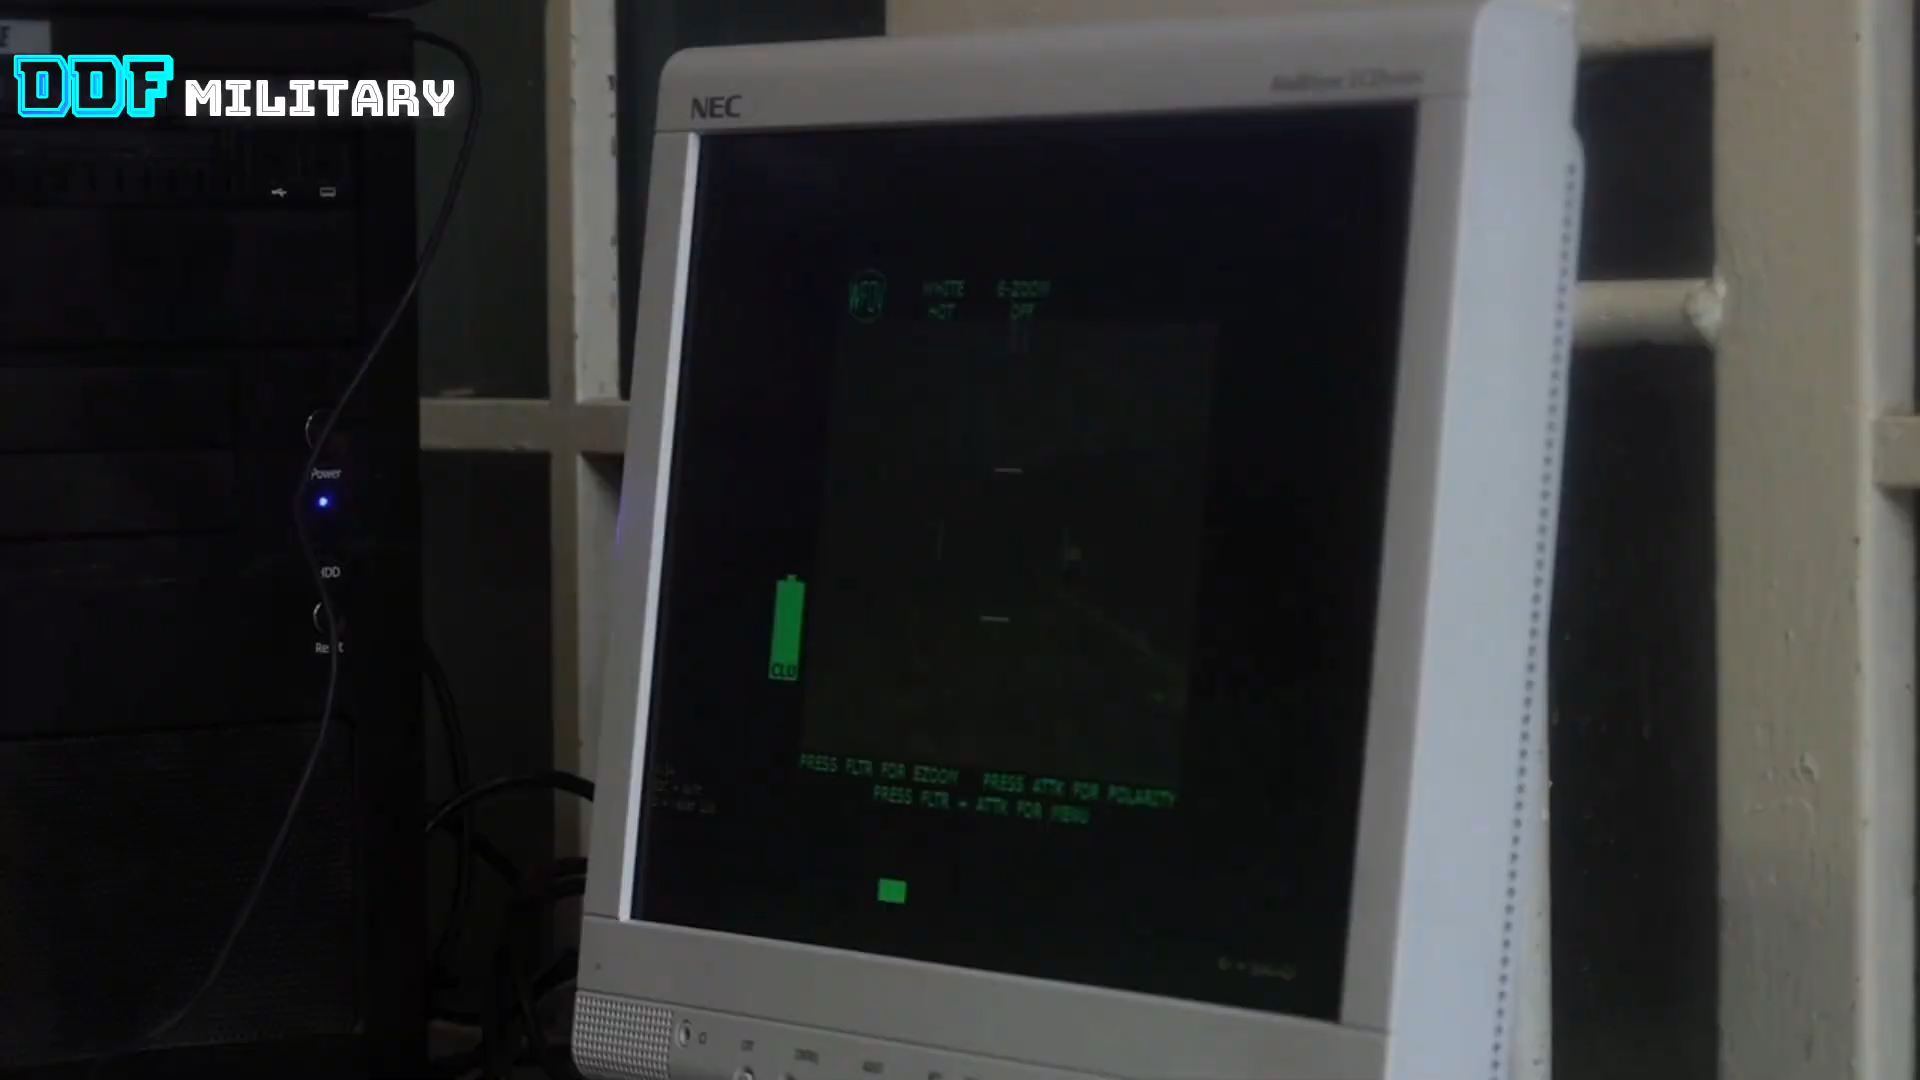 E
DDF MILITARY
NEC
WFOV
WHITE HOT
E-ZOOM OFF
Power
HDD
Reset
CLU
PRESS FLTR FOR EZOOM PRESS ATTK FOR POLARITY
PRESS FLTR + ATTK FOR MENU